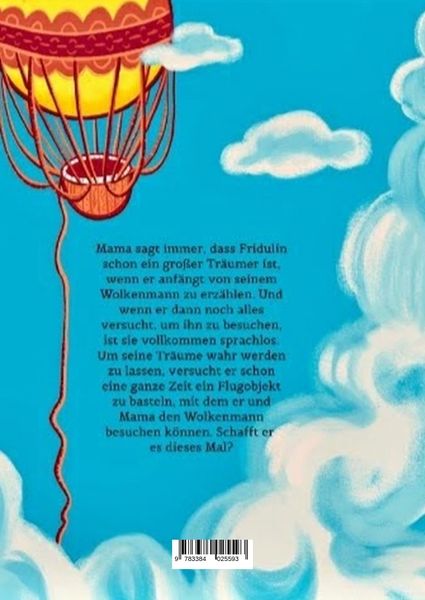 Mama sagt immer, dass Fridulin
schon ein großer Träumer ist,
wenn er anfängt von seinem
Wolkenmann zu erzählen. Und
wenn er dann noch alles
versucht, um ihn zu besuchen,
ist sie vollkommen sprachlos.
Um seine Träume wahr werden
zu lassen, versucht er schon
eine ganze Zeit ein Flugobjekt
zu basteln, mit dem er und
Mama den Wolkenmann
besuchen können. Schafft er
es dieses Mal?
9 783384 025593